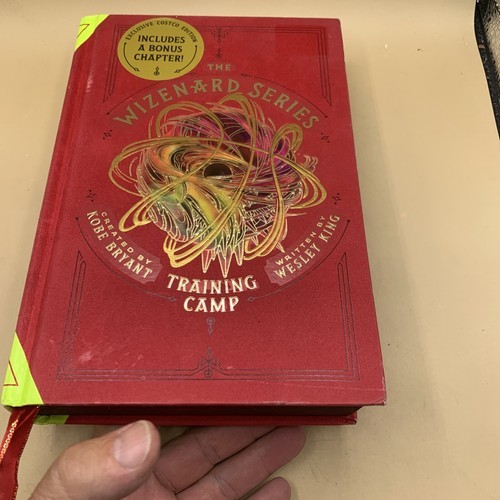 EXCLUSIVE COSTCO EDITION
INCLUDES
A BONUS
CHAPTER!
THE
WIZENARD SERIES
CREATED BY
KOBE BRYANT
WRITTEN BY
WESLEY KING
TRAINING
CAMP